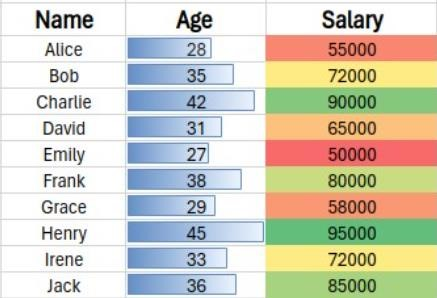 Name Age Salary
Alice 28 55000
Bob 35 72000
Charlie 42 90000
David 31 65000
Emily 27 50000
Frank 38 80000
Grace 29 58000
Henry 45 95000
Irene 33 72000
Jack 36 85000